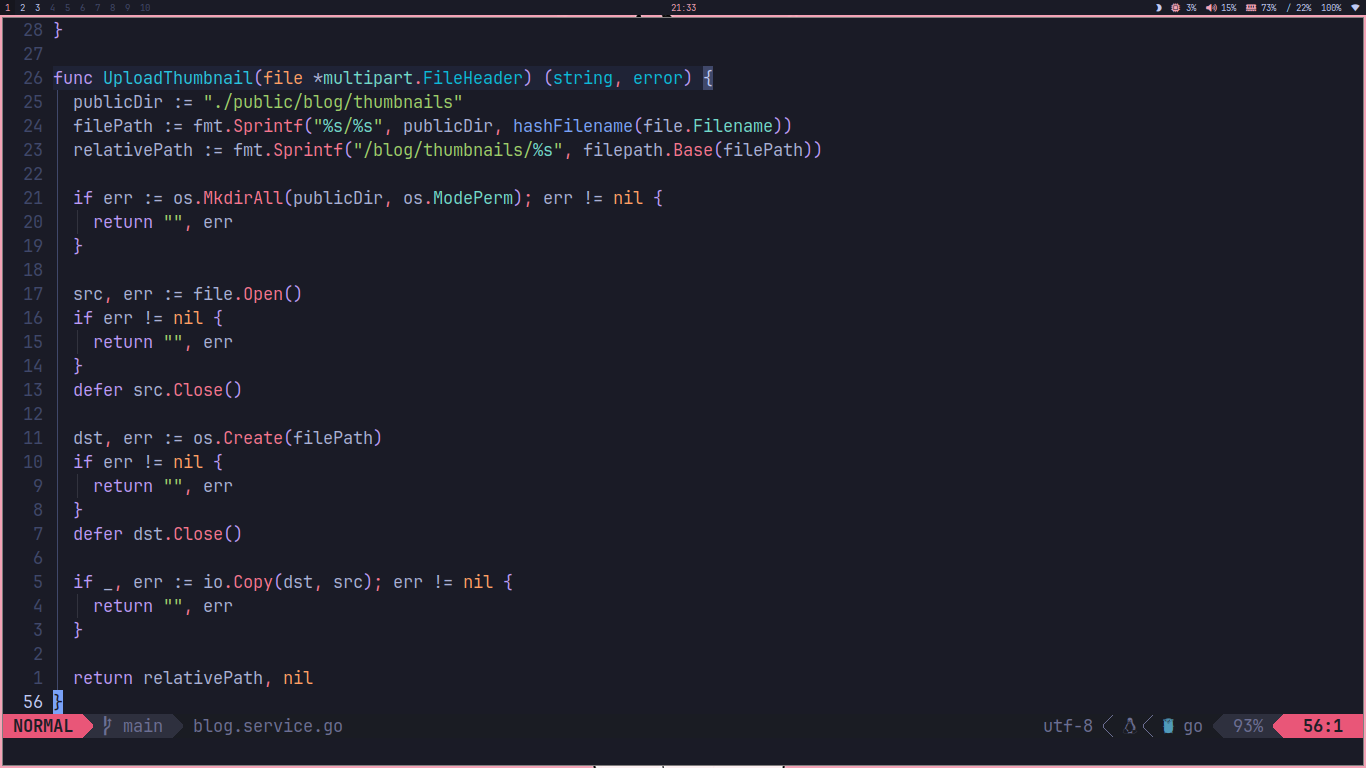 1 2 3 4 5 6 7 8 9 10 21:33 3% 15% 73% / 22% 100%
28 }
27
26 func UploadThumbnail(file *multipart.FileHeader) (string, error) {
25 publicDir := "./public/blog/thumbnails"
24 filePath := fmt.Sprintf("%s/%s", publicDir, hashFilename(file.Filename))
23 relativePath := fmt.Sprintf("/blog/thumbnails/%s", filepath.Base(filePath))
22
21 if err := os.MkdirAll(publicDir, os.ModePerm); err != nil {
20 return "", err
19 }
18
17 src, err := file.Open()
16 if err != nil {
15 return "", err
14 }
13 defer src.Close()
12
11 dst, err := os.Create(filePath)
10 if err != nil {
9 return "", err
8 }
7 defer dst.Close()
6
5 if _, err := io.Copy(dst, src); err != nil {
4 return "", err
3 }
2
1 return relativePath, nil
56 }
NORMAL main blog.service.go utf-8 go 93% 56:1